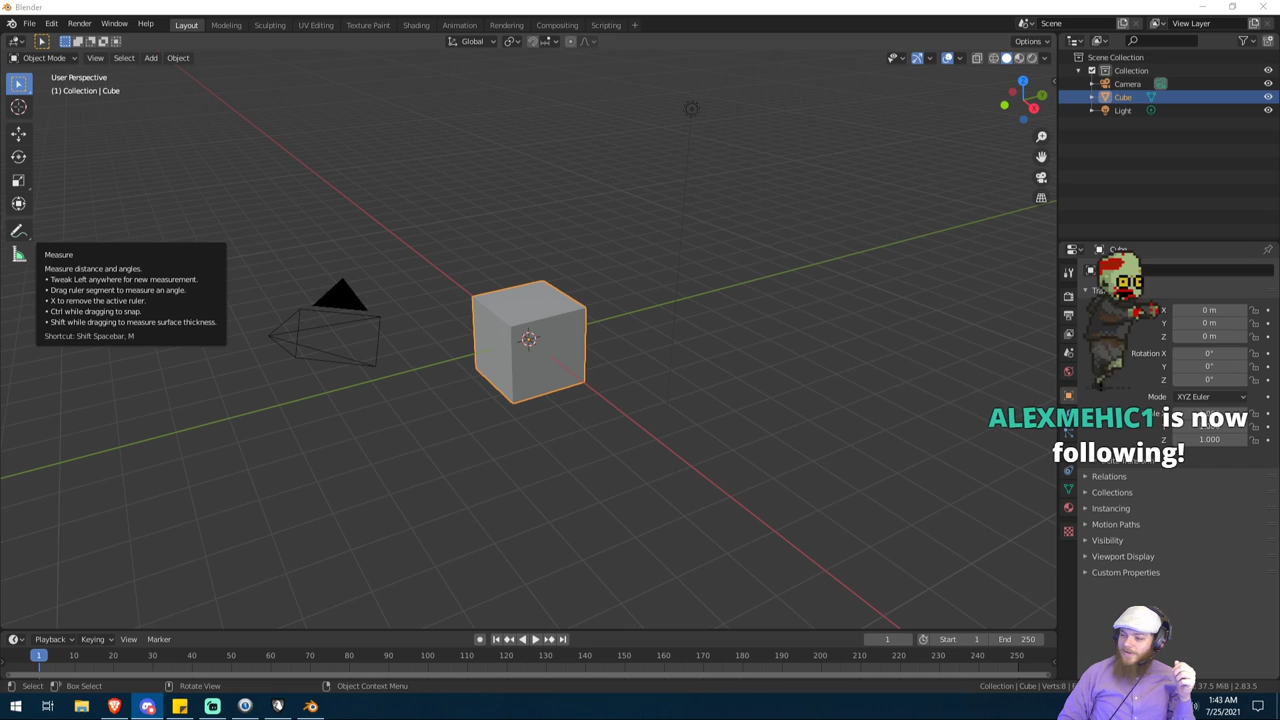 Blender
File Edit Render Window Help Layout Modeling Sculpting UV Editing Texture Paint Shading Animation Rendering Compositing Scripting + Scene View Layer
Global Options
Object Mode View Select Add Object
User Perspective
(1) Collection | Cube
Scene Collection
Collection
Camera
Cube
Light
Measure
Measure distance and angles.
• Tweak Left anywhere for new measurement.
• Drag ruler segment to measure an angle.
• X to remove the active ruler.
• Ctrl while dragging to snap.
• Shift while dragging to measure surface thickness.
Shortcut: Shift Spacebar, M
Z
Y
X
Cube
X 0 m
Y 0 m
Z 0 m
Rotation X 0°
Y 0°
Z 0°
Mode XYZ Euler
ALEXMEHIC1 is now
following!
Z 1.000
Relations
Collections
Instancing
Motion Paths
Visibility
Viewport Display
Custom Properties
Playback Keying View Marker 1 Start 1 End 250
1 10 20 30 40 50 60 70 80 90 100 110 120 130 140 150 160 170 180 190 200 210 220 230 240 250
Select Box Select Rotate View Object Context Menu Collection | Cube | Verts:8 | 37.5 MiB | 2.83.5
1:43 AM
7/25/2021